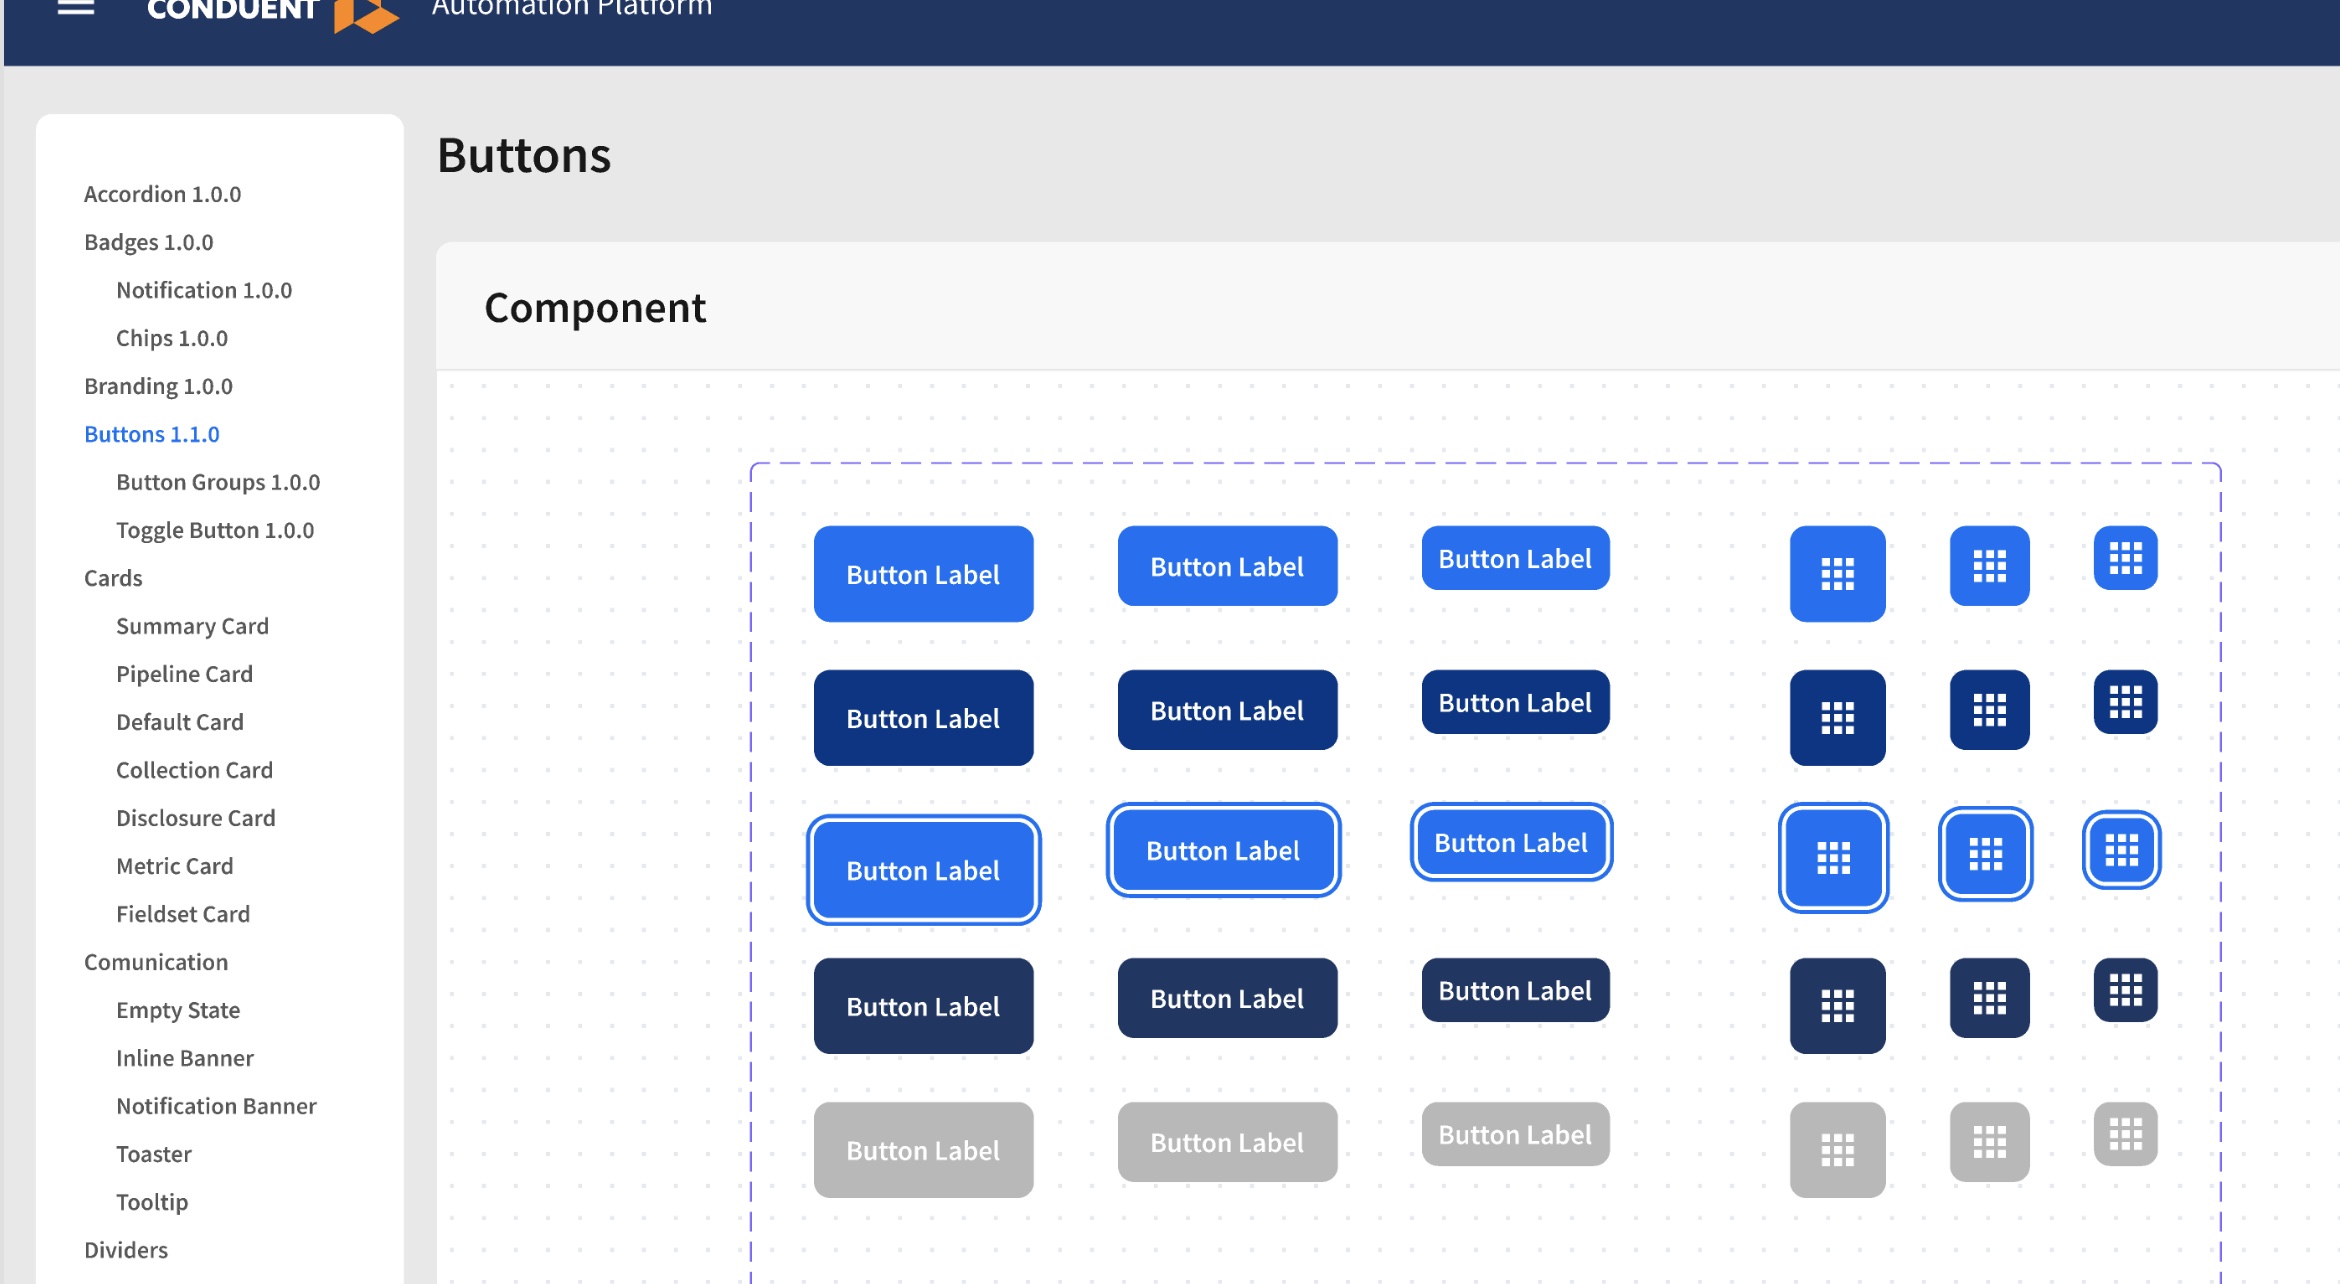 CONDUENT Automation Platform
Accordion 1.0.0
Badges 1.0.0
Notification 1.0.0
Chips 1.0.0
Branding 1.0.0
Buttons 1.1.0
Button Groups 1.0.0
Toggle Button 1.0.0
Cards
Summary Card
Pipeline Card
Default Card
Collection Card
Disclosure Card
Metric Card
Fieldset Card
Comunication
Empty State
Inline Banner
Notification Banner
Toaster
Tooltip
Dividers
Buttons
Component
Button Label Button Label Button Label
Button Label Button Label Button Label
Button Label Button Label Button Label
Button Label Button Label Button Label
Button Label Button Label Button Label